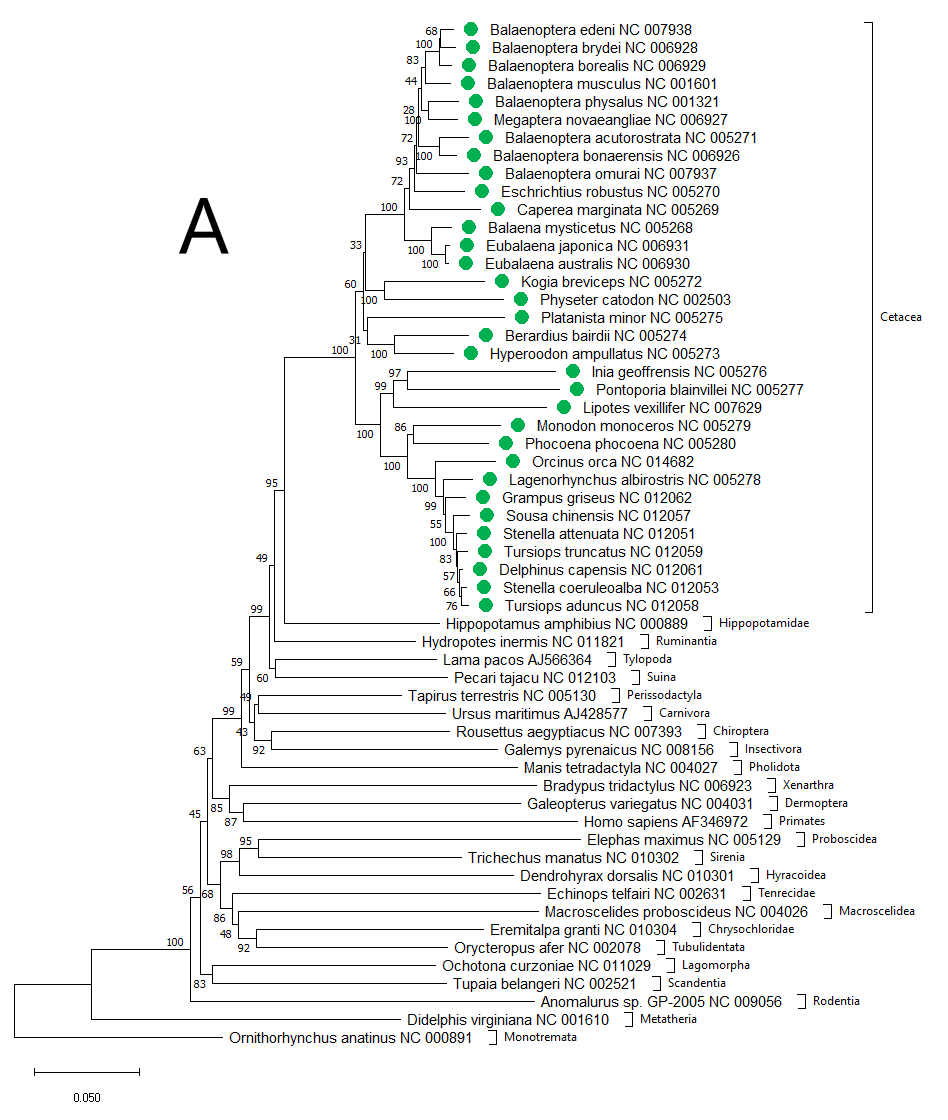 A
68
Balaenoptera edeni NC 007938
100
Balaenoptera brydei NC 006928
83
Balaenoptera borealis NC 006929
44
Balaenoptera musculus NC 001601
Balaenoptera physalus NC 001321
28
100
Megaptera novaeangliae NC 006927
72
Balaenoptera acutorostrata NC 005271
100
Balaenoptera bonaerensis NC 006926
93
Balaenoptera omurai NC 007937
72
Eschrichtius robustus NC 005270
100
Caperea marginata NC 005269
Balaena mysticetus NC 005268
33
100
Eubalaena japonica NC 006931
100
Eubalaena australis NC 006930
60
Kogia breviceps NC 005272
100
Physeter catodon NC 002503
Platanista minor NC 005275
Cetacea
31
Berardius bairdii NC 005274
100
100
Hyperoodon ampullatus NC 005273
97
Inia geoffrensis NC 005276
99
Pontoporia blainvillei NC 005277
Lipotes vexillifer NC 007629
86
Monodon monoceros NC 005279
100
Phocoena phocoena NC 005280
100
Orcinus orca NC 014682
95
100
Lagenorhynchus albirostris NC 005278
99
Grampus griseus NC 012062
55
Sousa chinensis NC 012057
100
Stenella attenuata NC 012051
49
83
Tursiops truncatus NC 012059
57
Delphinus capensis NC 012061
66
Stenella coeruleoalba NC 012053
99
76
Tursiops aduncus NC 012058
Hippopotamus amphibius NC 000889
Hippopotamidae
Hydropotes inermis NC 011821
Ruminantia
59
Lama pacos AJ566364
Tylopoda
60
Pecari tajacu NC 012103
Suina
49
Tapirus terrestris NC 005130
Perissodactyla
99
Ursus maritimus AJ428577
Carnivora
43
Rousettus aegyptiacus NC 007393
Chiroptera
63
92
Galemys pyrenaicus NC 008156
Insectivora
Manis tetradactyla NC 004027
Pholidota
Bradypus tridactylus NC 006923
Xenarthra
45
85
Galeopterus variegatus NC 004031
Dermoptera
87
Homo sapiens AF346972
Primates
95
Elephas maximus NC 005129
Proboscidea
98
Trichechus manatus NC 010302
Sirenia
Dendrohyrax dorsalis NC 010301
Hyracoidea
56
68
Echinops telfairi NC 002631
Tenrecidae
86
Macroscelides proboscideus NC 004026
Macroscelidea
48
Eremitalpa granti NC 010304
Chrysochloridae
100
92
Orycteropus afer NC 002078
Tubulidentata
Ochotona curzoniae NC 011029
Lagomorpha
83
Tupaia belangeri NC 002521
Scandentia
Anomalurus sp. GP-2005 NC 009056
Rodentia
Didelphis virginiana NC 001610
Metatheria
Ornithorhynchus anatinus NC 000891
Monotremata
0.050